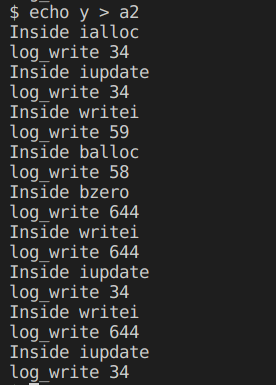 $ echo y > a2
Inside ialloc
log_write 34
Inside iupdate
log_write 34
Inside writei
log_write 59
Inside balloc
log_write 58
Inside bzero
log_write 644
Inside writei
log_write 644
Inside iupdate
log_write 34
Inside writei
log_write 644
Inside iupdate
log_write 34